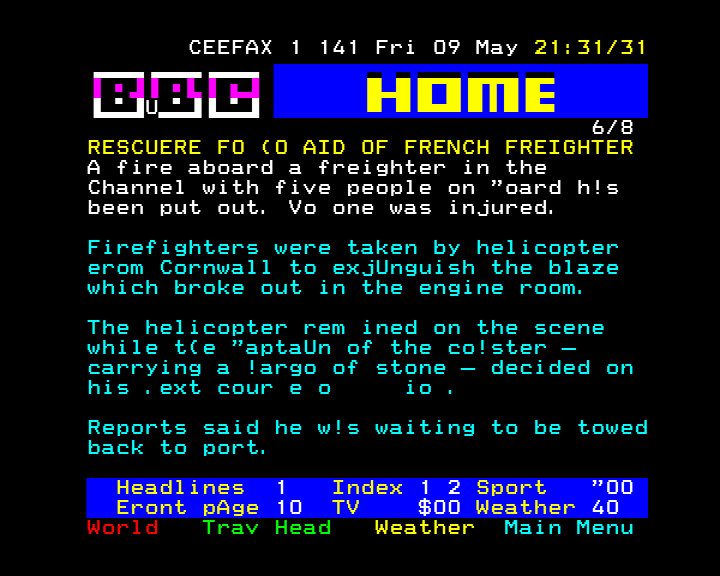 CEEFAX 1 141 Fri 09 May 21:31/31
BBC HOME
U
6/8
RESCUERE FO (O AID OF FRENCH FREIGHTER
A fire aboard a freighter in the
Channel with five people on ”oard h!s
been put out. Vo one was injured.
Firefighters were taken by helicopter
erom Cornwall to exjUnguish the blaze
which broke out in the engine room.
The helicopter rem ined on the scene
while t(e ”aptaUn of the co!ster –
carrying a !argo of stone – decided on
his .ext cour e o io .
Reports said he w!s waiting to be towed
back to port.
Headlines 1 Index 1 2 Sport ”00
Eront pAge 10 TV $00 Weather 40
World Trav Head Weather Main Menu